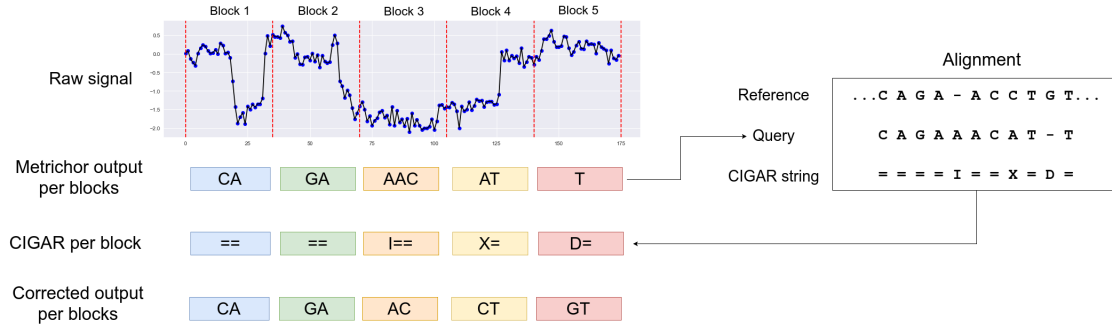 Block 1 Block 2 Block 3 Block 4 Block 5
Raw signal
0.5
0.0
−0.5
−1.0
−1.5
−2.0
0 25 50 75 100 125 150 175
Alignment
Reference ...C A G A - A C C T G T...
Query C A G A A A C A T - T
CIGAR string = = = = I = = X = D =
Metrichor output
per blocks
CA GA AAC AT T
CIGAR per block == == I== X= D=
Corrected output
per blocks
CA GA AC CT GT